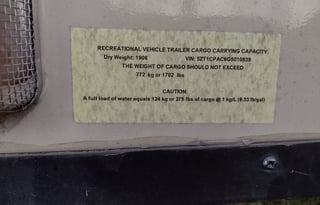 RECREATIONAL VEHICLE TRAILER CARGO CARRYING CAPACITY
Dry Weight: 1906 VIN:
THE WEIGHT OF CARGO SHOULD NOT EXCEED
772 kg or 1702 lbs
CAUTION:
A full load of water equals 124 kg or 275 lbs of cargo @ 1 kg/L (8.33 lb/gal)